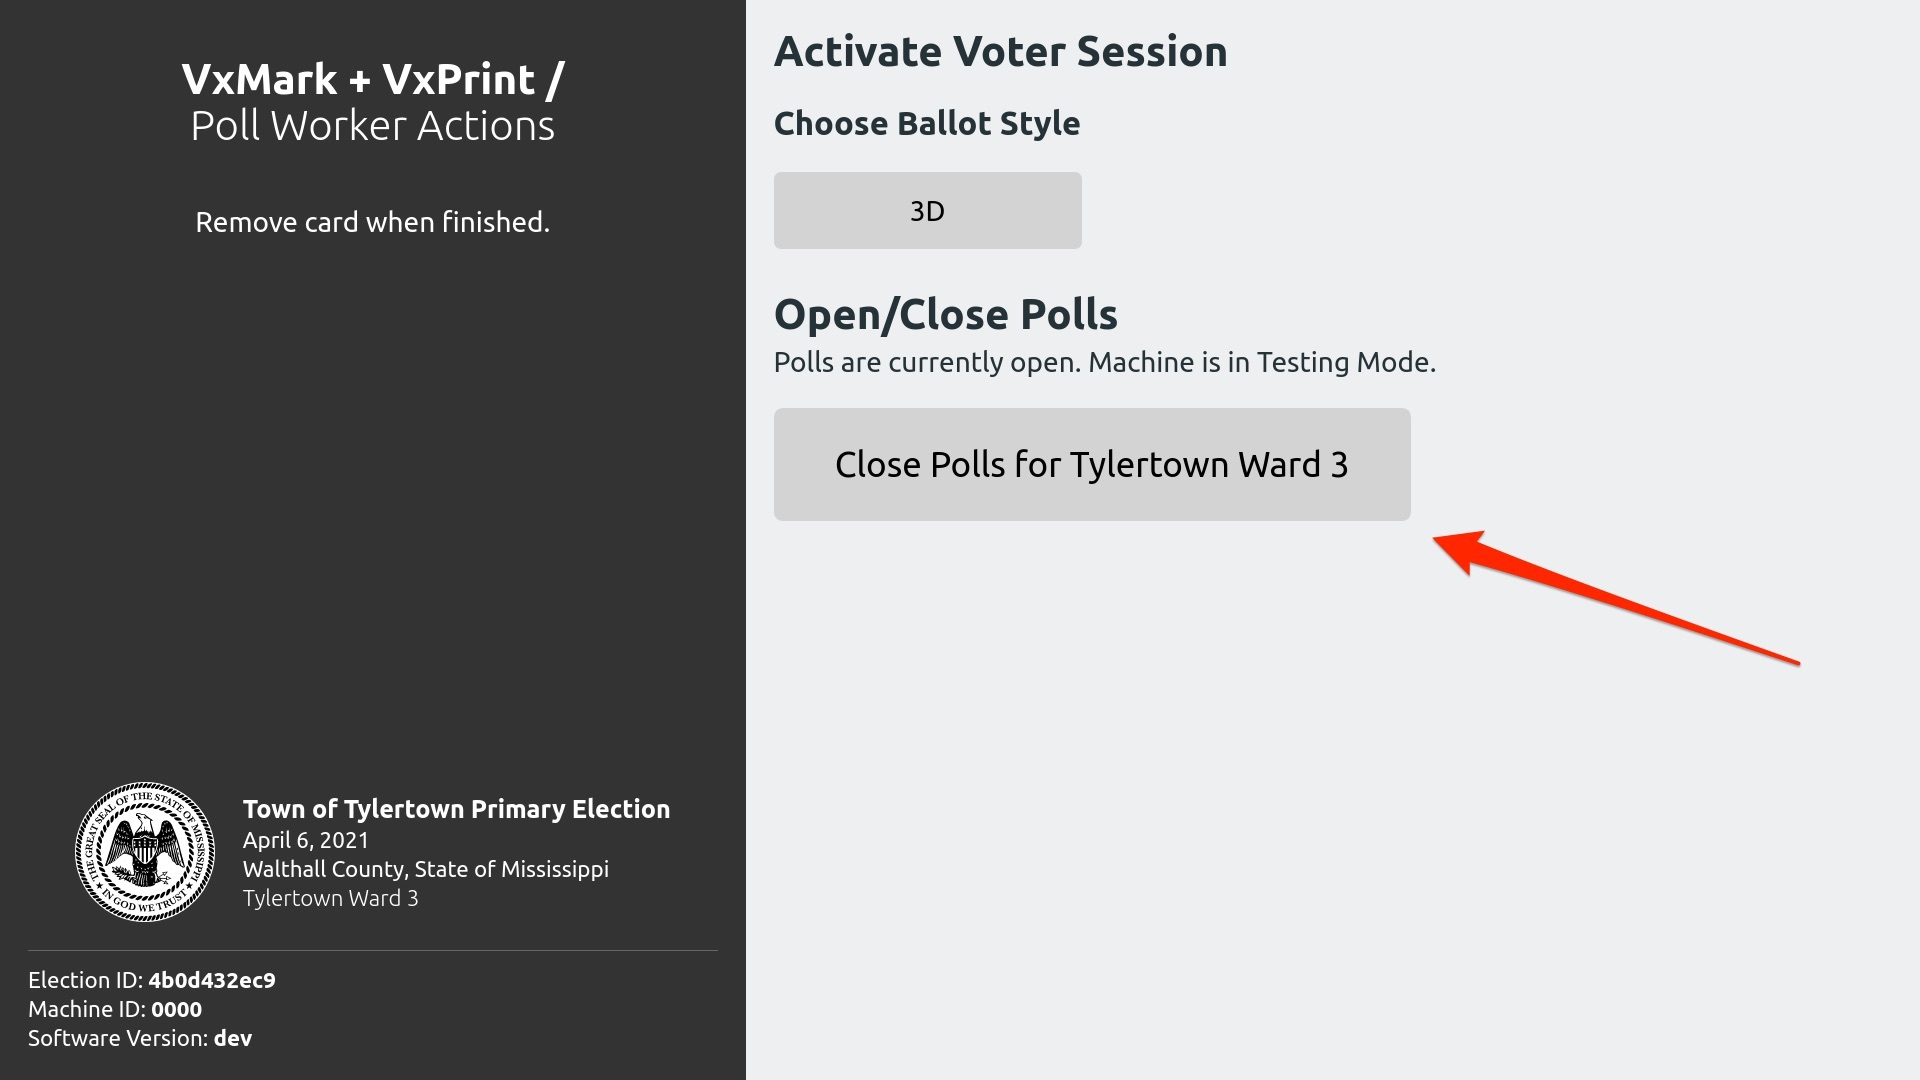 VxMark + VxPrint /
Poll Worker Actions
Remove card when finished.
THE GREAT SEAL OF THE STATE OF MISSISSIPPI
IN GOD WE TRUST
Town of Tylertown Primary Election
April 6, 2021
Walthall County, State of Mississippi
Tylertown Ward 3
Election ID: 4b0d432ec9
Machine ID: 0000
Software Version: dev
Activate Voter Session
Choose Ballot Style
3D
Open/Close Polls
Polls are currently open. Machine is in Testing Mode.
Close Polls for Tylertown Ward 3